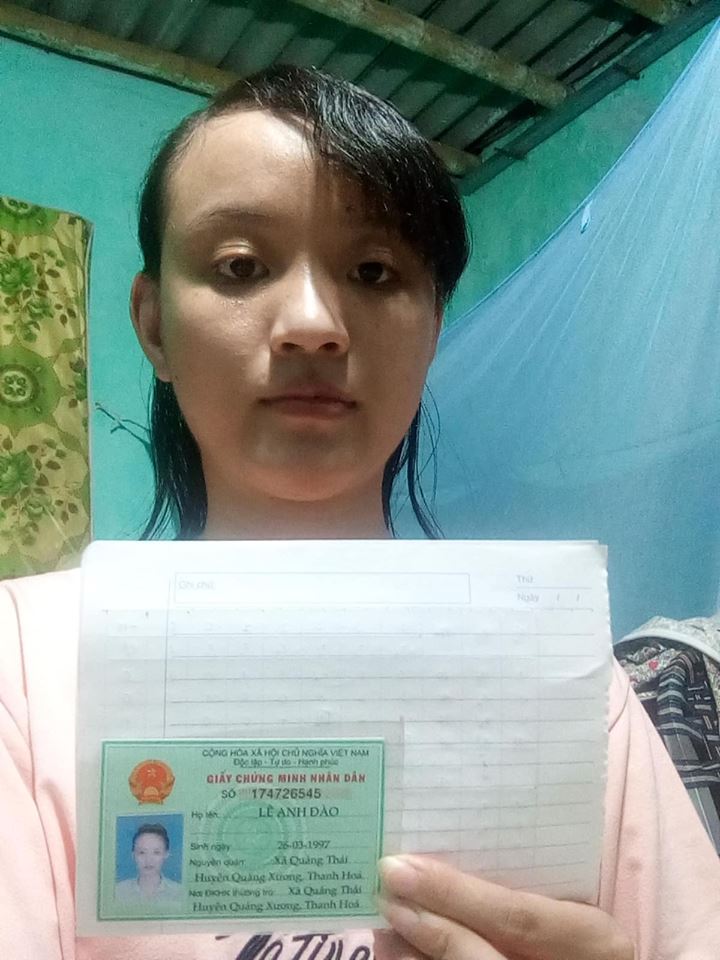 Ghi chú:
Thứ
Ngày / /
CỘNG HÒA XÃ HỘI CHỦ NGHĨA VIỆT NAM
Độc lập - Tự do - Hạnh phúc
GIẤY CHỨNG MINH NHÂN DÂN
SỐ 174726545
Họ tên: LÊ ANH ĐÀO
Sinh ngày 26-03-1997
Nguyên quán: Xã Quảng Thái
Huyện Quảng Xương, Thanh Hoá
Nơi ĐKHK thường trú: Xã Quảng Thái
Huyện Quảng Xương, Thanh Hoá